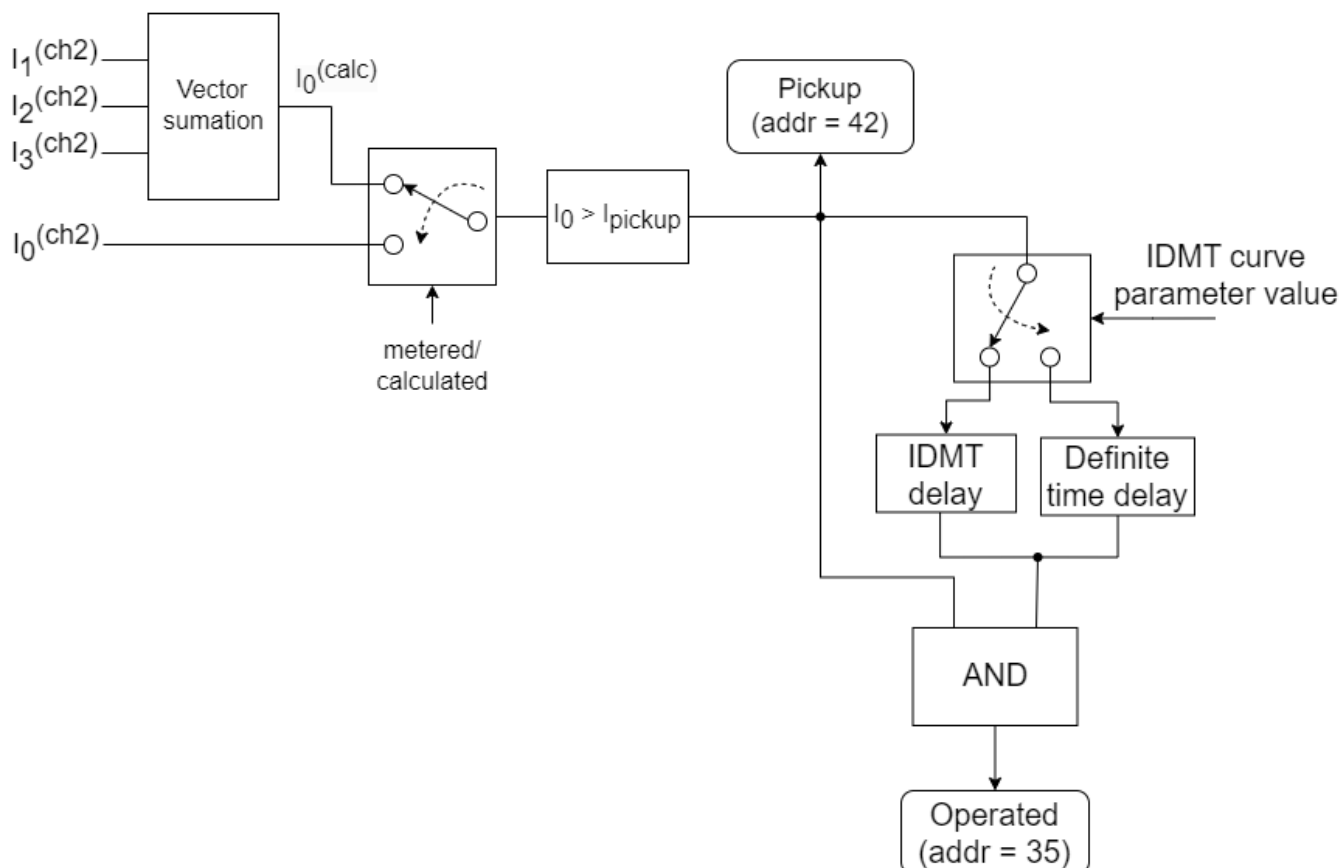 I1(ch2)
I2(ch2)
I3(ch2)
I0(ch2)
Vector
sumation
I0(calc)
metered/
calculated
I0 > Ipickup
Pickup
(addr = 42)
IDMT curve
parameter value
IDMT
delay
Definite
time delay
AND
Operated
(addr = 35)